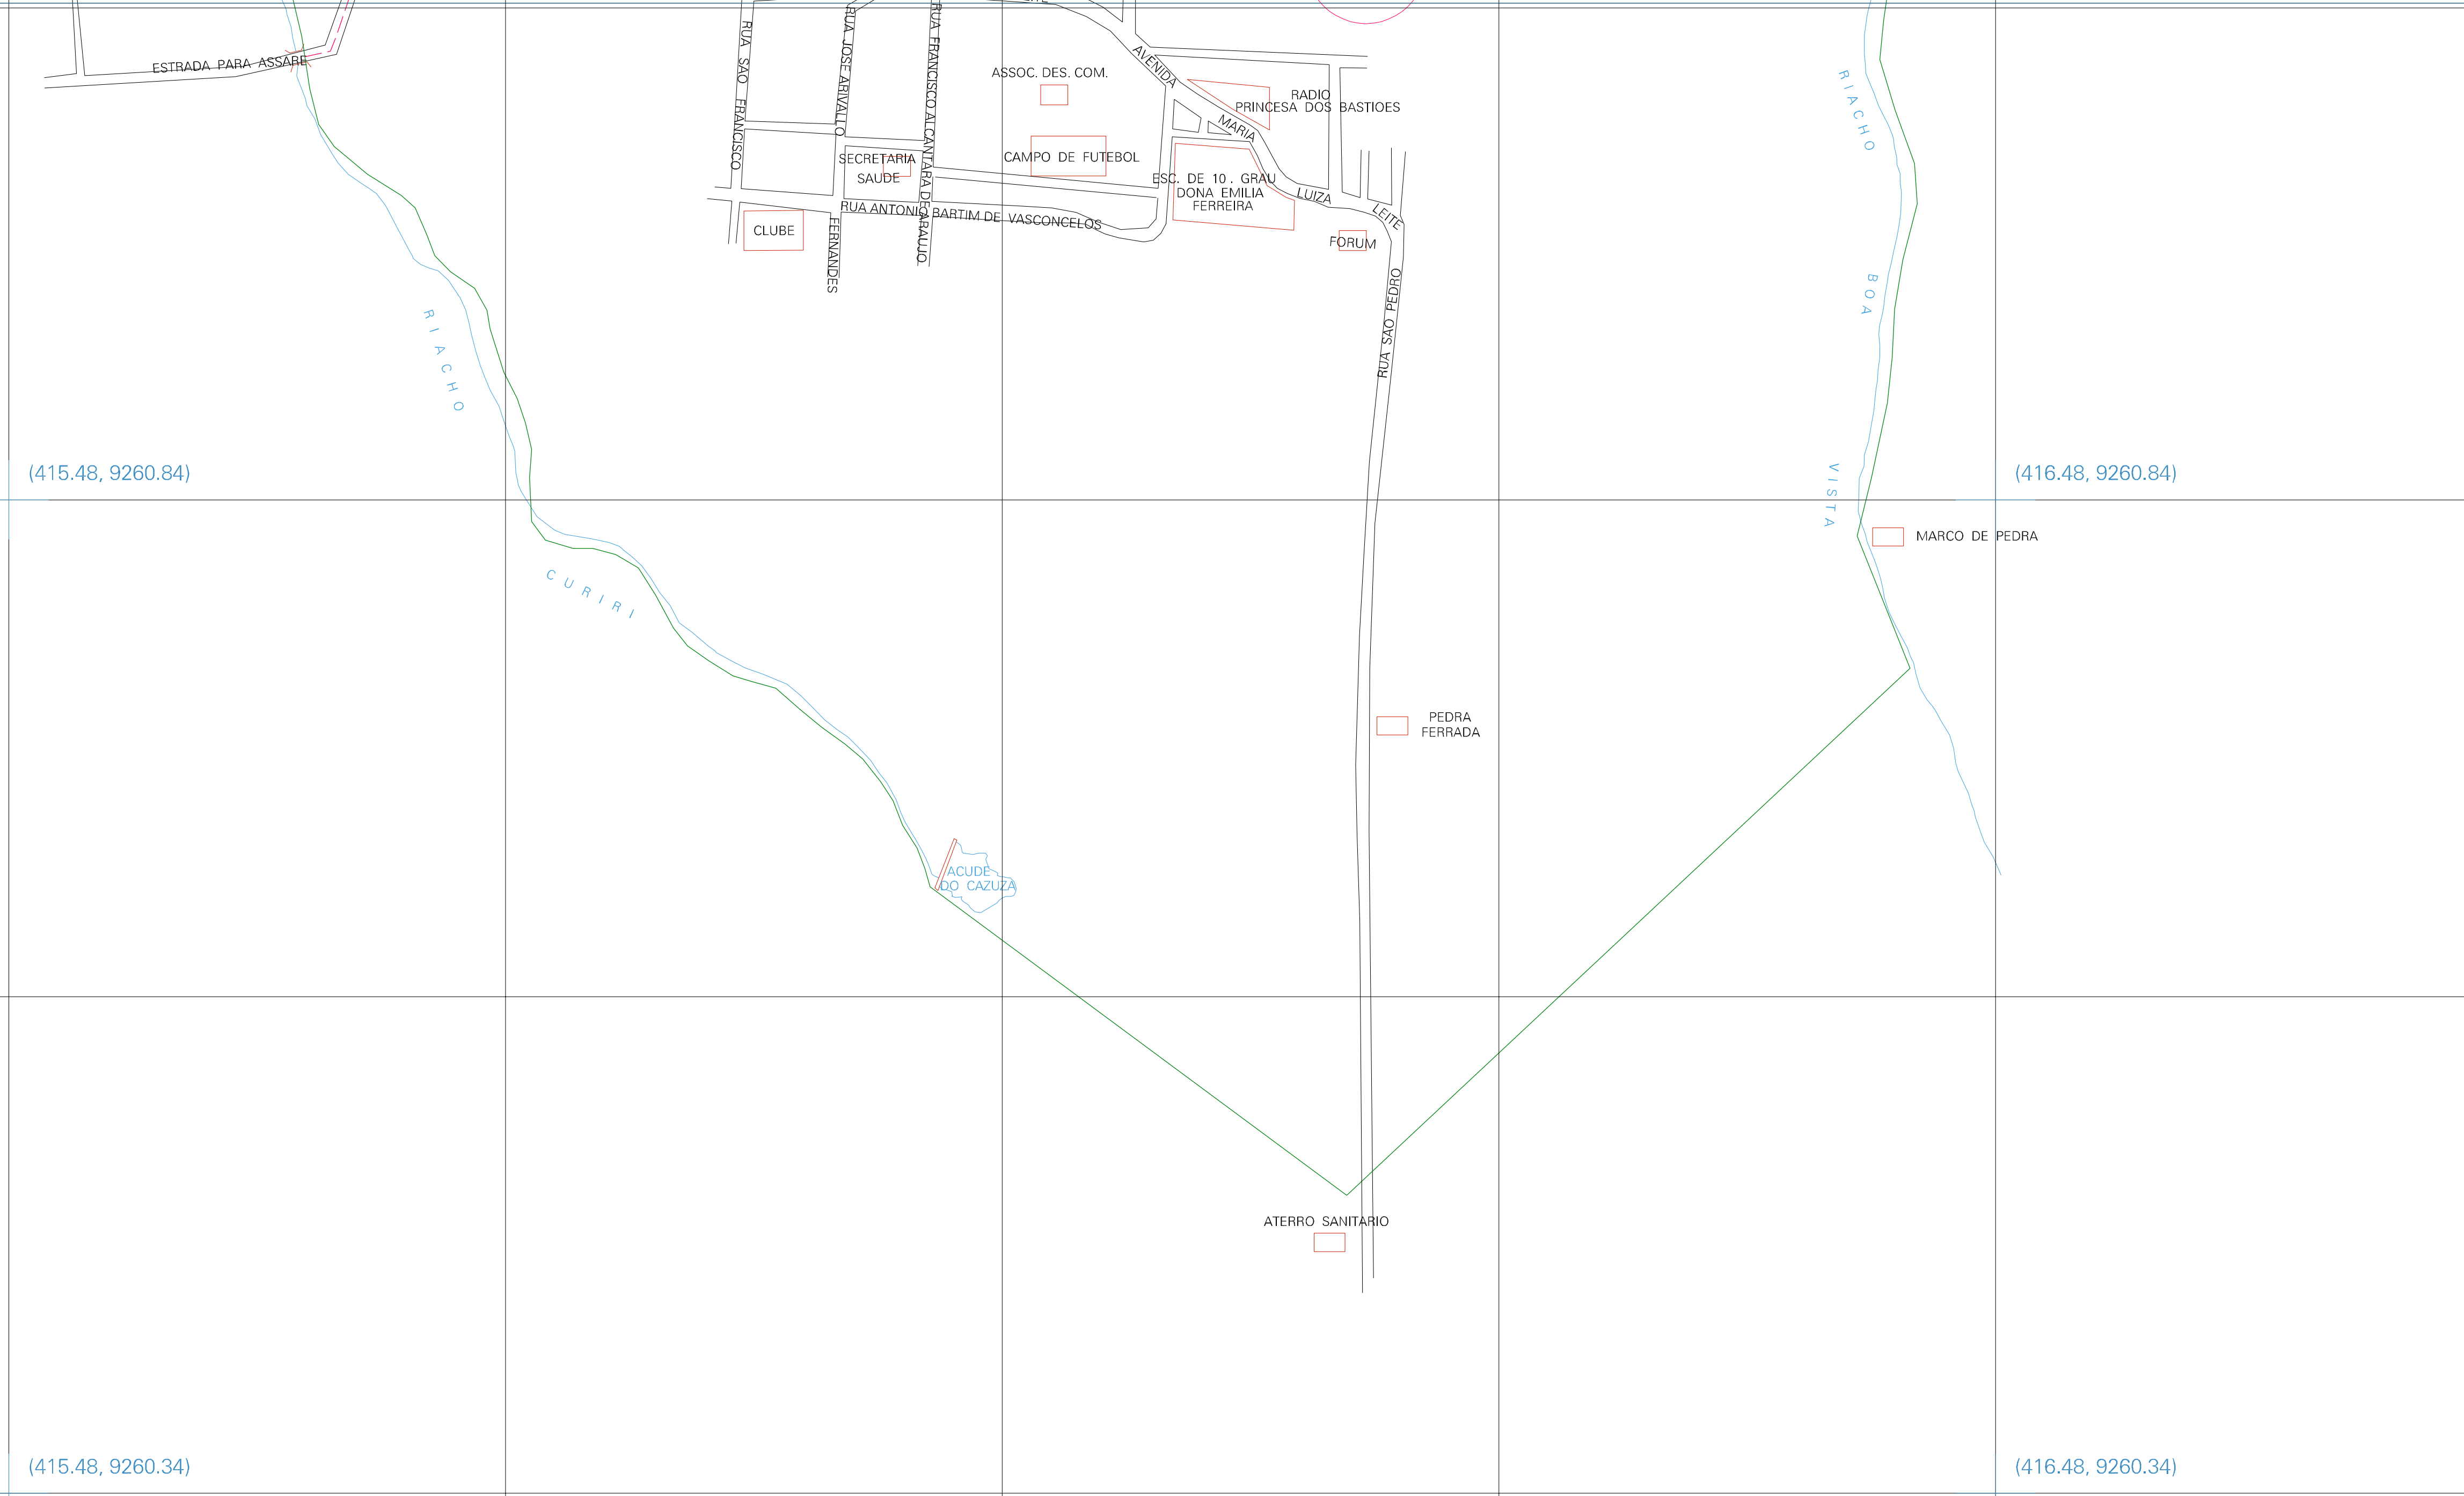 ESTRADA PARA ASSARE
RUA SAO FRANCISCO
RUA JOSE ARIVALLO
FERNANDES
RUA FRANCISCO ALCANTARA DE ARAUJO
ASSOC. DES. COM.
AVENIDA
MARIA
LUIZA
LEITE
RADIO
PRINCESA DOS BASTIOES
SECRETARIA
SAUDE
CAMPO DE FUTEBOL
ESC. DE 10 . GRAU
DONA EMILIA
FERREIRA
RUA ANTONIO BARTIM DE VASCONCELOS
CLUBE
FORUM
RUA SAO PEDRO
RIACHO
BOA
VISTA
RIACHO
CURIRI
(415.48, 9260.84)
(416.48, 9260.84)
MARCO DE PEDRA
PEDRA
FERRADA
ACUDE
DO CAZUZA
ATERRO SANITARIO
(415.48, 9260.34)
(416.48, 9260.34)